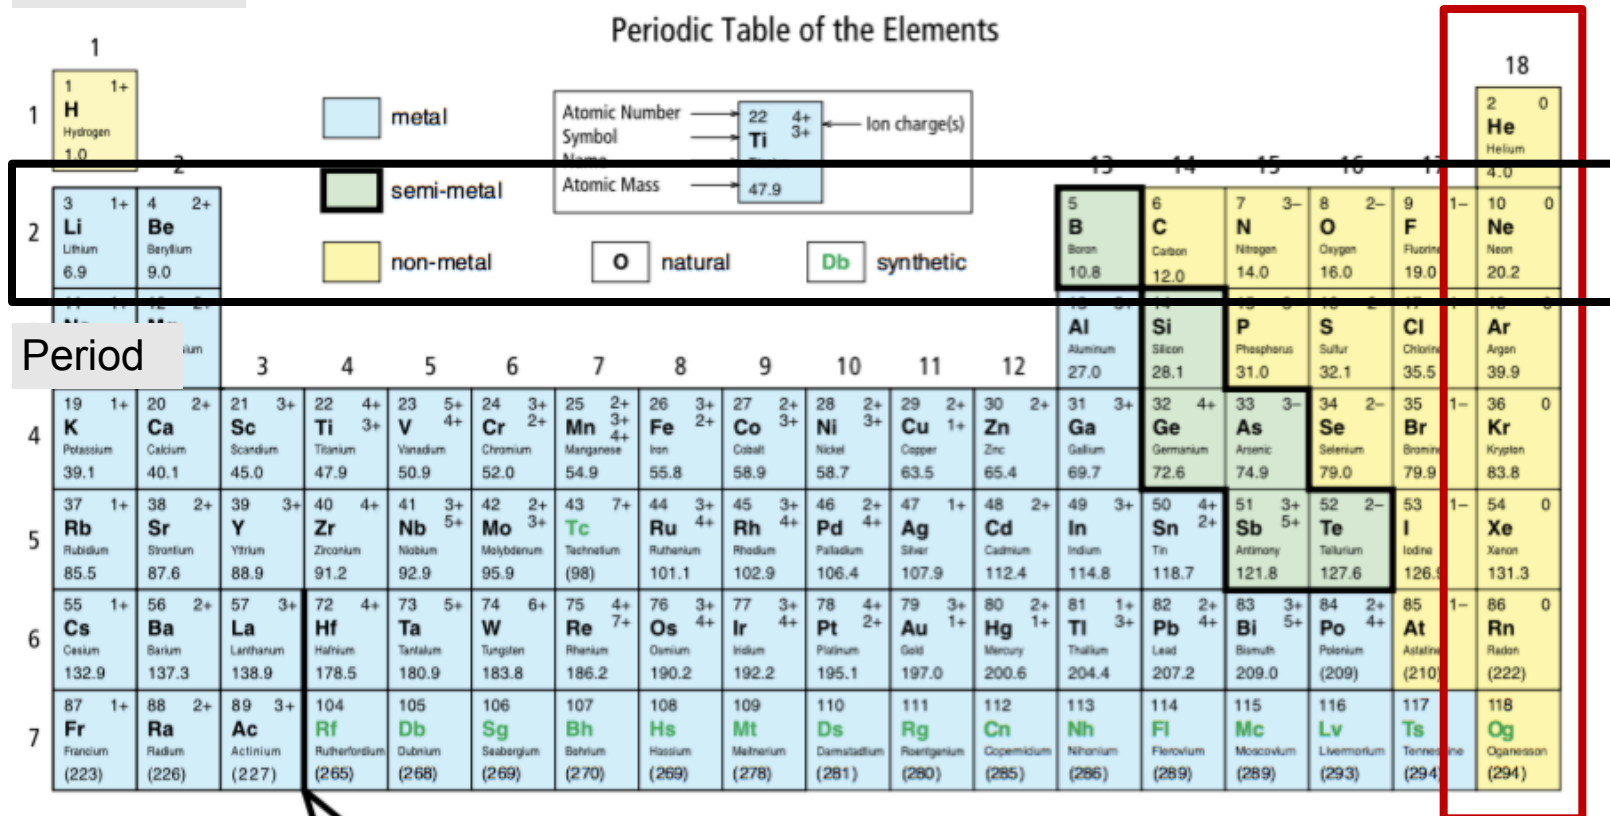 Periodic Table of the Elements
1
18
1 1+ 2 0
1 H metal Atomic Number 22 4+ Ion charge(s) He
Hydrogen Symbol Ti 3+ Helium
1.0 Name 4.0
2 13 14 15 16 17
semi-metal Atomic Mass 47.9
3 1+ 4 2+ 5 6 7 3– 8 2– 9 1– 10 0
2 Li Be B C N O F Ne
Lithium Beryllium Boron Carbon Nitrogen Oxygen Fluorine Neon
6.9 9.0 non-metal O natural Db synthetic 10.8 12.0 14.0 16.0 19.0 20.2
Al Si P S Cl Ar
Period Aluminum Silicon Phosphorus Sulfur Chlorine Argon
3 4 5 6 7 8 9 10 11 12 27.0 28.1 31.0 32.1 35.5 39.9
19 1+ 20 2+ 21 3+ 22 4+ 23 5+ 24 3+ 25 2+ 26 3+ 27 2+ 28 2+ 29 2+ 30 2+ 31 3+ 32 4+ 33 3– 34 2– 35 1– 36 0
4 K Ca Sc Ti 3+ V 4+ Cr 2+ Mn 3+ 4+ Fe 2+ Co 3+ Ni 3+ Cu 1+ Zn Ga Ge As Se Br Kr
Potassium Calcium Scandium Titanium Vanadium Chromium Manganese Iron Cobalt Nickel Copper Zinc Gallium Germanium Arsenic Selenium Bromine Krypton
39.1 40.1 45.0 47.9 50.9 52.0 54.9 55.8 58.9 58.7 63.5 65.4 69.7 72.6 74.9 79.0 79.9 83.8
37 1+ 38 2+ 39 3+ 40 4+ 41 3+ 42 2+ 43 7+ 44 3+ 45 3+ 46 2+ 47 1+ 48 2+ 49 3+ 50 4+ 51 3+ 52 2– 53 1– 54 0
5 Rb Sr Y Zr Nb 5+ Mo 3+ Tc Ru 4+ Rh 4+ Pd 4+ Ag Cd In Sn 2+ Sb 5+ Te I Xe
Rubidium Strontium Yttrium Zirconium Niobium Molybdenum Technetium Ruthenium Rhodium Palladium Silver Cadmium Indium Tin Antimony Tellurium Iodine Xenon
85.5 87.6 88.9 91.2 92.9 95.9 (98) 101.1 102.9 106.4 107.9 112.4 114.8 118.7 121.8 127.6 126.9 131.3
55 1+ 56 2+ 57 3+ 72 4+ 73 5+ 74 6+ 75 4+ 76 3+ 77 3+ 78 4+ 79 3+ 80 2+ 81 1+ 82 2+ 83 3+ 84 2+ 85 1– 86 0
6 Cs Ba La Hf Ta W Re 7+ Os 4+ Ir 4+ Pt 2+ Au 1+ Hg 1+ Tl 3+ Pb 4+ Bi 5+ Po 4+ At Rn
Cesium Barium Lanthanum Hafnium Tantalum Tungsten Rhenium Osmium Iridium Platinum Gold Mercury Thallium Lead Bismuth Polonium Astatine Radon
132.9 137.3 138.9 178.5 180.9 183.8 186.2 190.2 192.2 195.1 197.0 200.6 204.4 207.2 209.0 (209) (210) (222)
87 1+ 88 2+ 89 3+ 104 105 106 107 108 109 110 111 112 113 114 115 116 117 118
7 Fr Ra Ac Rf Db Sg Bh Hs Mt Ds Rg Cn Nh Fl Mc Lv Ts Og
Francium Radium Actinium Rutherfordium Dubnium Seaborgium Bohrium Hassium Meitnerium Darmstadtium Roentgenium Copernicium Nihonium Flerovium Moscovium Livermorium Tennessine Oganesson
(223) (226) (227) (265) (268) (269) (270) (269) (278) (281) (280) (285) (286) (289) (289) (293) (294) (294)